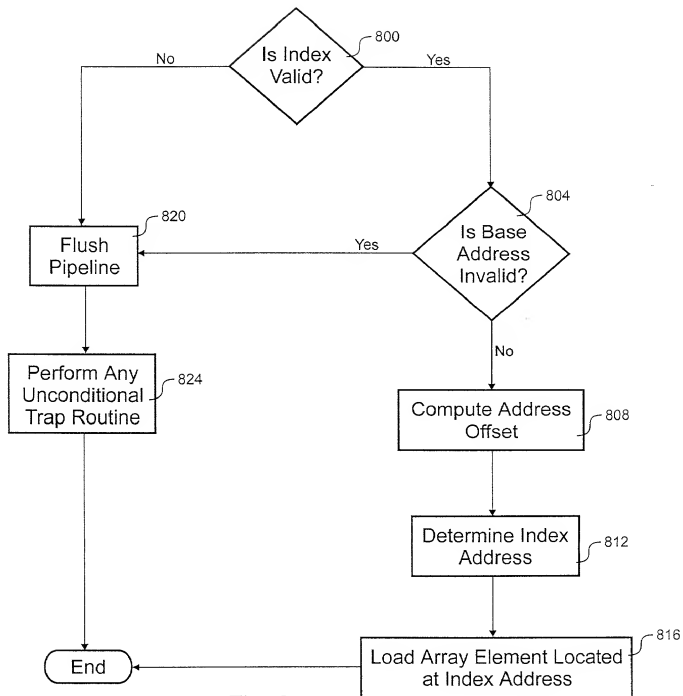 Is Index
Valid?
800
No
Yes
820
Flush
Pipeline
Yes
804
Is Base
Address
Invalid?
No
Perform Any
Unconditional
Trap Routine
824
Compute Address
Offset
808
Determine Index
Address
812
816
Load Array Element Located
at Index Address
End